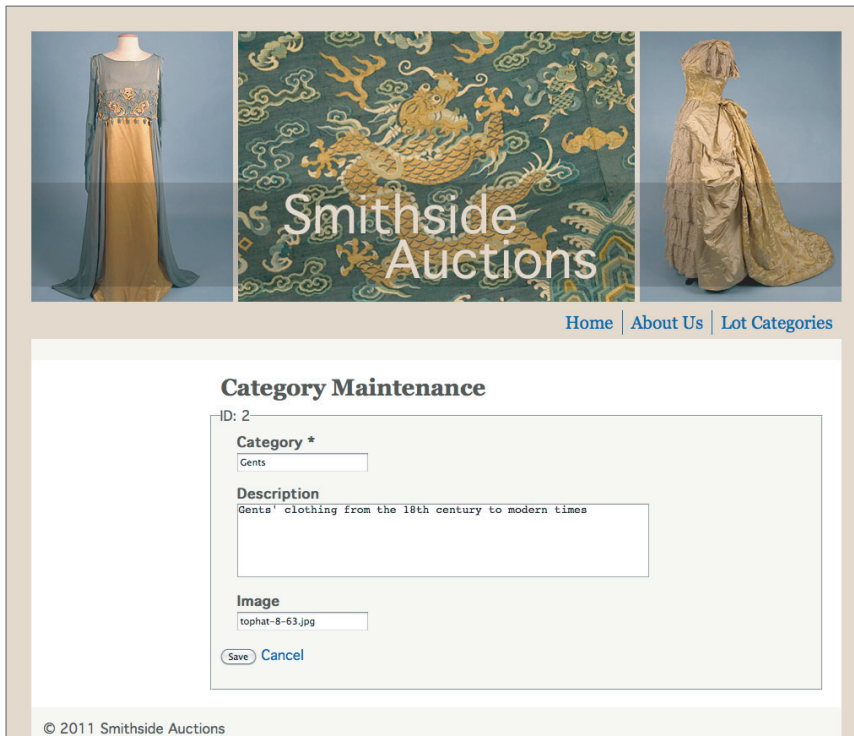 Smithside
Auctions
Home | About Us | Lot Categories
Category Maintenance
ID: 2
Category *
Gents
Description
Gents' clothing from the 18th century to modern times
Image
tophat-8-63.jpg
Save Cancel
© 2011 Smithside Auctions